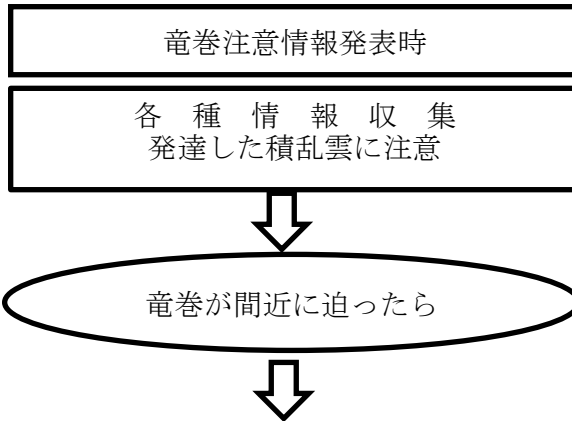 竜巻注意情報発表時
各種情報収集
発達した積乱雲に注意
竜巻が間近に迫ったら